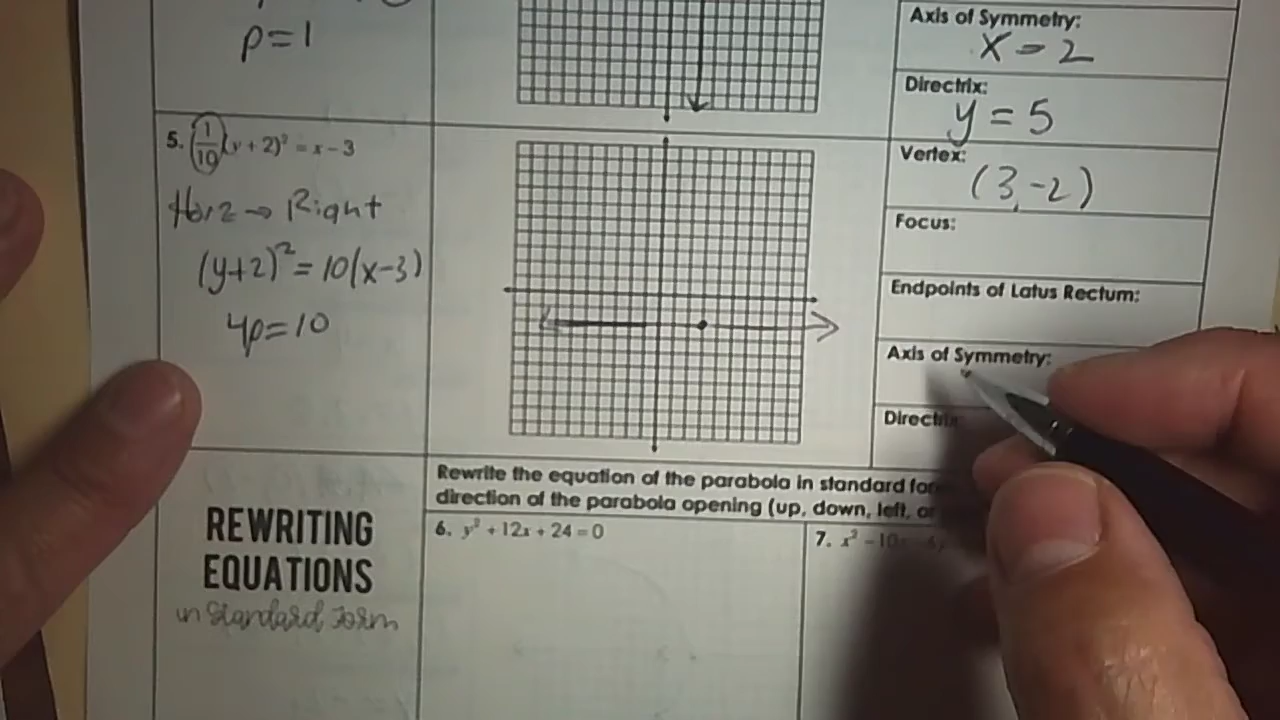 p = 1
Axis of Symmetry:
x = 2
Directrix:
y = 5
5. 1/10(y + 2)² = x − 3
Horz → Right
(y+2)² = 10(x−3)
4p = 10
Vertex:
(3, -2)
Focus:
Endpoints of Latus Rectum:
Axis of Symmetry:
REWRITING
EQUATIONS
in Standard Form
Rewrite the equation of the parabola in standard
direction of the parabola opening (up, down, left, or
6. y² + 12x + 24 = 0
7. x² − 10x